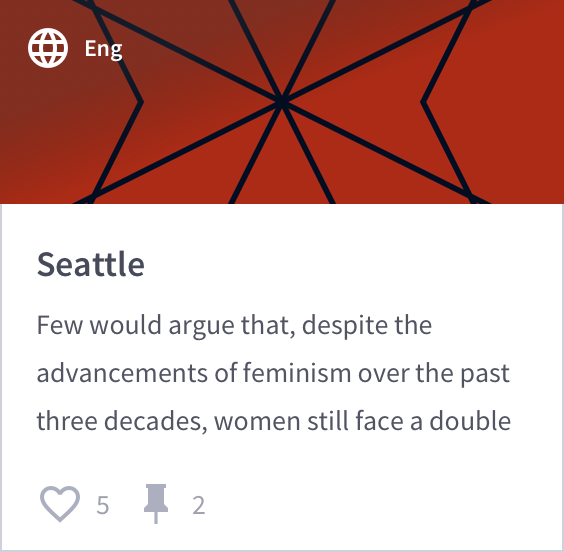 Eng
Seattle
Few would argue that, despite the
advancements of feminism over the past
three decades, women still face a double
5 2